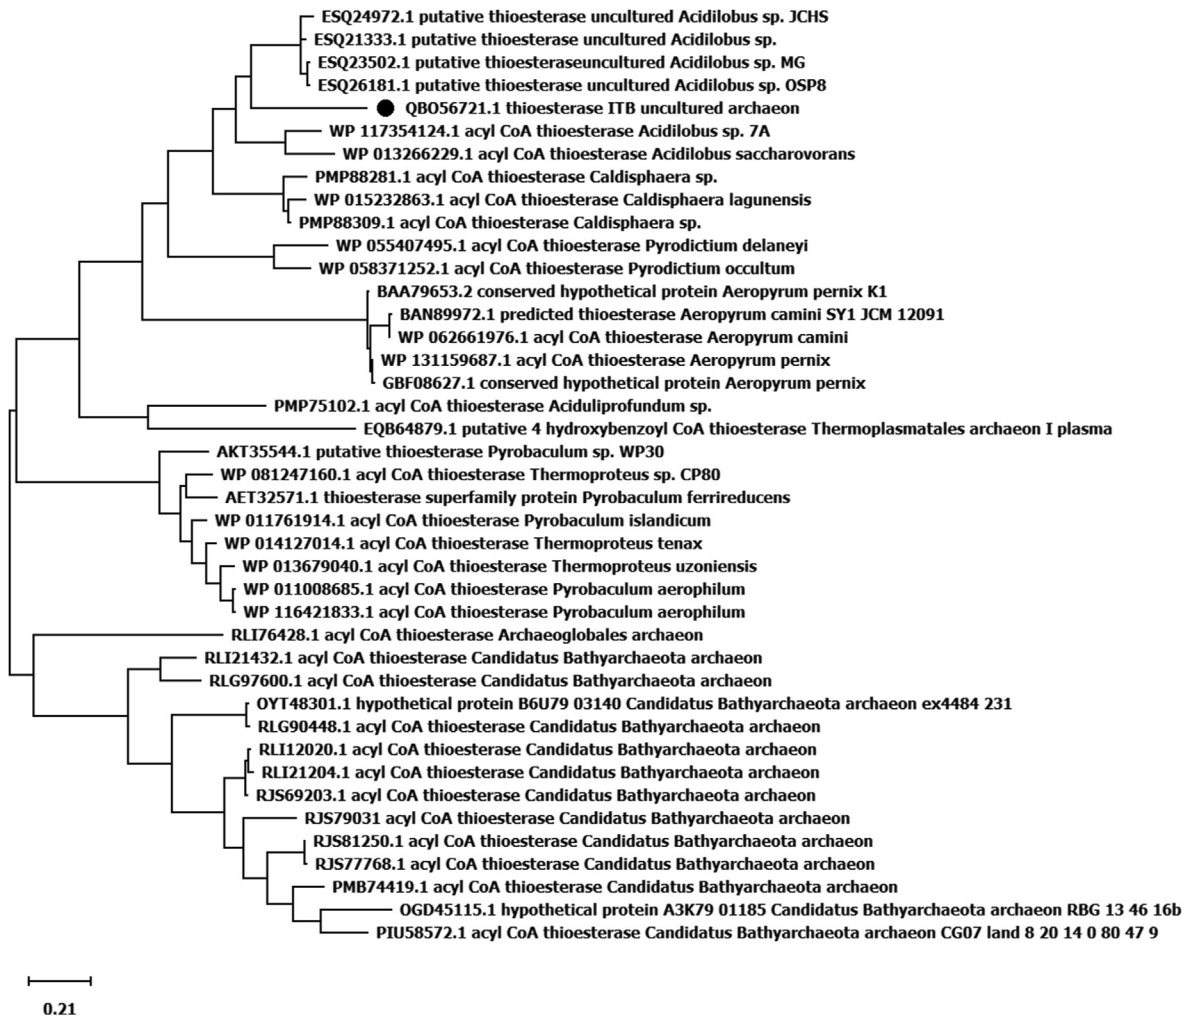 ESQ24972.1 putative thioesterase uncultured Acidilobus sp. JCHS
ESQ21333.1 putative thioesterase uncultured Acidilobus sp.
ESQ23502.1 putative thioesteraseuncultured Acidilobus sp. MG
ESQ26181.1 putative thioesterase uncultured Acidilobus sp. OSP8
QBO56721.1 thioesterase ITB uncultured archaeon
WP 117354124.1 acyl CoA thioesterase Acidilobus sp. 7A
WP 013266229.1 acyl CoA thioesterase Acidilobus saccharovorans
PMP88281.1 acyl CoA thioesterase Caldisphaera sp.
WP 015232863.1 acyl CoA thioesterase Caldisphaera lagunensis
PMP88309.1 acyl CoA thioesterase Caldisphaera sp.
WP 055407495.1 acyl CoA thioesterase Pyrodictium delaneyi
WP 058371252.1 acyl CoA thioesterase Pyrodictium occultum
BAA79653.2 conserved hypothetical protein Aeropyrum pernix K1
BAN89972.1 predicted thioesterase Aeropyrum camini SY1 JCM 12091
WP 062661976.1 acyl CoA thioesterase Aeropyrum camini
WP 131159687.1 acyl CoA thioesterase Aeropyrum pernix
GBF08627.1 conserved hypothetical protein Aeropyrum pernix
PMP75102.1 acyl CoA thioesterase Aciduliprofundum sp.
EQB64879.1 putative 4 hydroxybenzoyl CoA thioesterase Thermoplasmatales archaeon I plasma
AKT35544.1 putative thioesterase Pyrobaculum sp. WP30
WP 081247160.1 acyl CoA thioesterase Thermoproteus sp. CP80
AET32571.1 thioesterase superfamily protein Pyrobaculum ferrireducens
WP 011761914.1 acyl CoA thioesterase Pyrobaculum islandicum
WP 014127014.1 acyl CoA thioesterase Thermoproteus tenax
WP 013679040.1 acyl CoA thioesterase Thermoproteus uzoniensis
WP 011008685.1 acyl CoA thioesterase Pyrobaculum aerophilum
WP 116421833.1 acyl CoA thioesterase Pyrobaculum aerophilum
RLI76428.1 acyl CoA thioesterase Archaeoglobales archaeon
RLI21432.1 acyl CoA thioesterase Candidatus Bathyarchaeota archaeon
RLG97600.1 acyl CoA thioesterase Candidatus Bathyarchaeota archaeon
OYT48301.1 hypothetical protein B6U79 03140 Candidatus Bathyarchaeota archaeon ex4484 231
RLG90448.1 acyl CoA thioesterase Candidatus Bathyarchaeota archaeon
RLI12020.1 acyl CoA thioesterase Candidatus Bathyarchaeota archaeon
RLI21204.1 acyl CoA thioesterase Candidatus Bathyarchaeota archaeon
RJS69203.1 acyl CoA thioesterase Candidatus Bathyarchaeota archaeon
RJS79031 acyl CoA thioesterase Candidatus Bathyarchaeota archaeon
RJS81250.1 acyl CoA thioesterase Candidatus Bathyarchaeota archaeon
RJS77768.1 acyl CoA thioesterase Candidatus Bathyarchaeota archaeon
PMB74419.1 acyl CoA thioesterase Candidatus Bathyarchaeota archaeon
OGD45115.1 hypothetical protein A3K79 01185 Candidatus Bathyarchaeota archaeon RBG 13 46 16b
PIU58572.1 acyl CoA thioesterase Candidatus Bathyarchaeota archaeon CG07 land 8 20 14 0 80 47 9
0.21